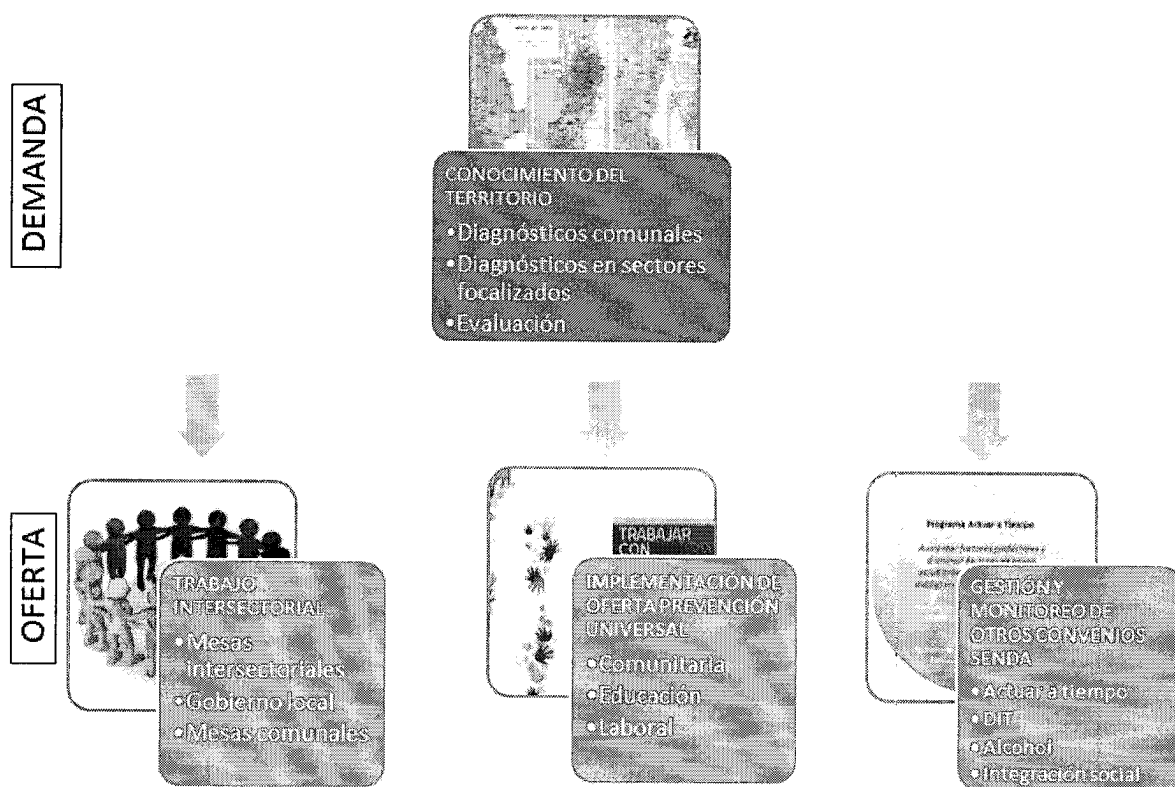 DEMANDA
CONOCIMIENTO DEL
TERRITORIO
•Diagnósticos comunales
•Diagnósticos en sectores
focalizados
•Evaluación
OFERTA
TRABAJO
INTERSECTORIAL
•Mesas
intersectoriales
•Gobierno local
•Mesas comunales
TRABAJAR
CON
IMPLEMENTACIÓN DE
OFERTA PREVENCIÓN
UNIVERSAL
•Comunitaria
•Educación
•Laboral
Programa Actuar a Tiempo
GESTIÓN Y
MONITOREO DE
OTROS CONVENIOS
SENDA
•Actuar a tiempo
•DIT
•Alcohol
•Integración social